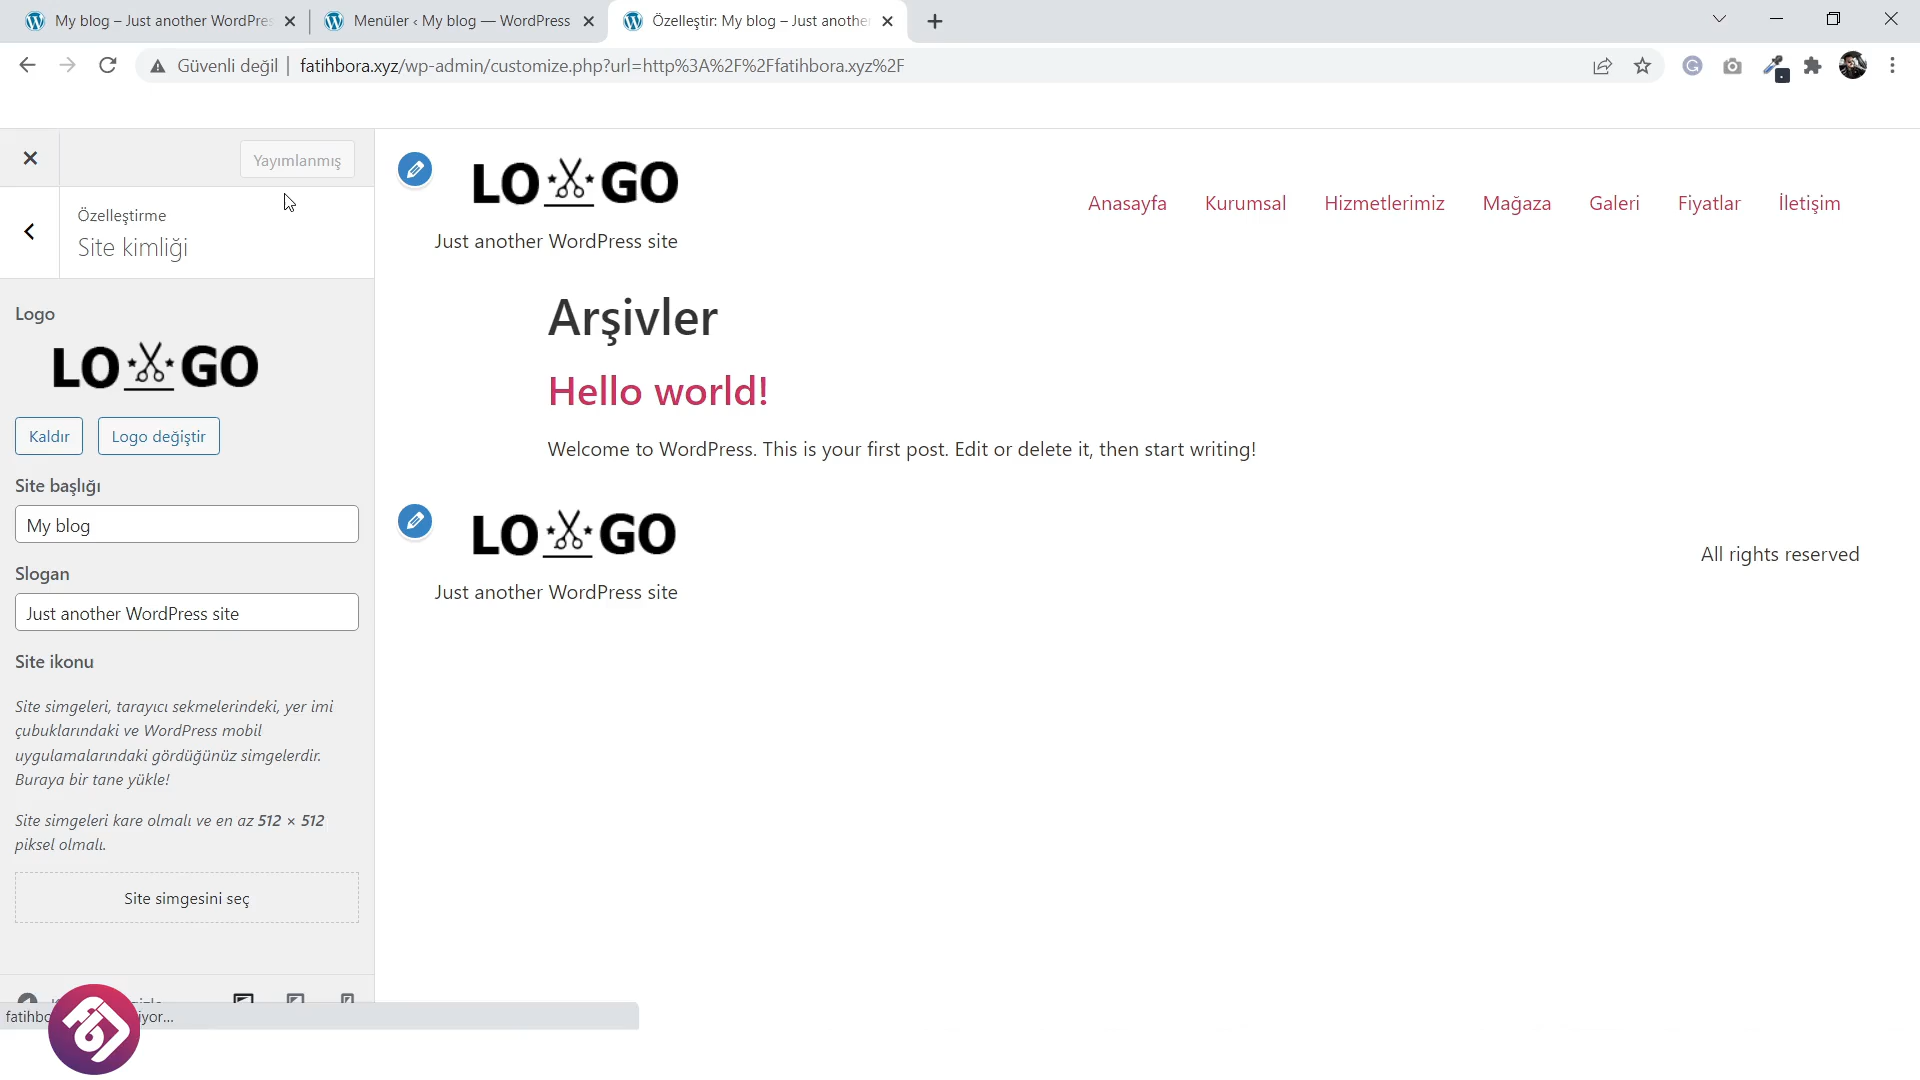 My blog – Just another WordPres
Menüler ‹ My blog — WordPress
Özelleştir: My blog – Just anothe
Güvenli değil
fatihbora.xyz/wp-admin/customize.php?url=http%3A%2F%2Ffatihbora.xyz%2F
Yayımlanmış
Özelleştirme
Site kimliği
Logo
LO GO
Kaldır
Logo değiştir
Site başlığı
My blog
Slogan
Just another WordPress site
Site ikonu
Site simgeleri, tarayıcı sekmelerindeki, yer imi
çubuklarındaki ve WordPress mobil
uygulamalarındaki gördüğünüz simgelerdir.
Buraya bir tane yükle!
Site simgeleri kare olmalı ve en az 512 × 512
piksel olmalı.
Site simgesini seç
LO GO
Just another WordPress site
Anasayfa
Kurumsal
Hizmetlerimiz
Mağaza
Galeri
Fiyatlar
İletişim
Arşivler
Hello world!
Welcome to WordPress. This is your first post. Edit or delete it, then start writing!
LO GO
Just another WordPress site
All rights reserved